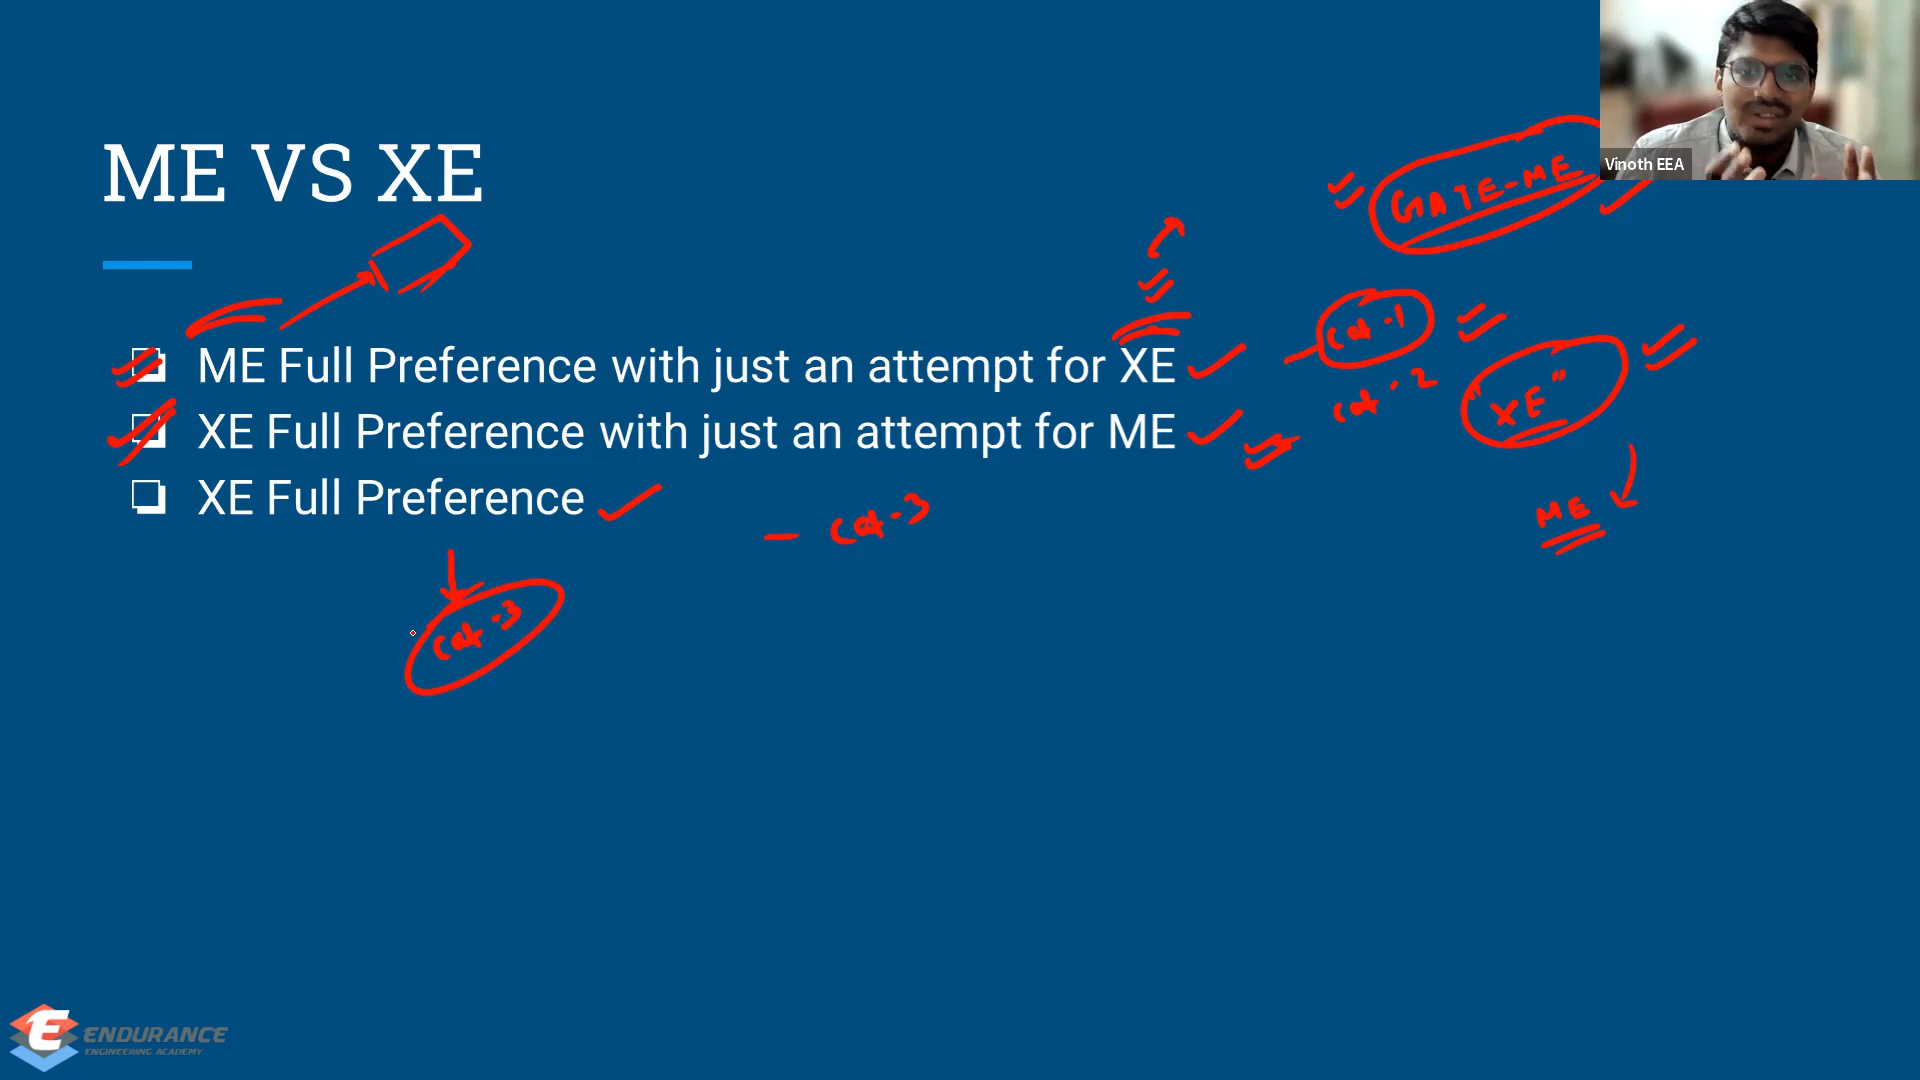 ME VS XE
Vinoth EEA
GATE-ME
ME Full Preference with just an attempt for XE
- Cat-1
XE Full Preference with just an attempt for ME
Cat-2
"XE"
XE Full Preference
- Cat-3
ME
Cat-3
ENDURANCE
ENGINEERING ACADEMY